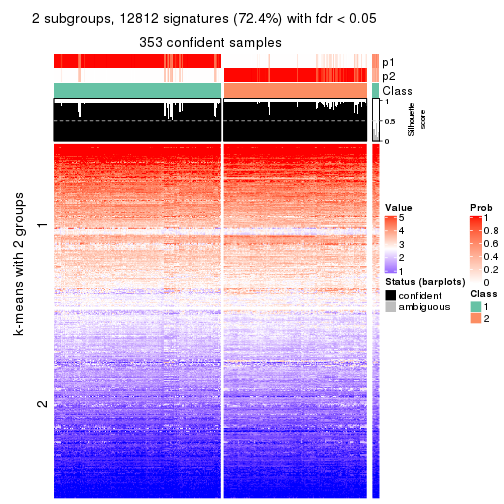 2 subgroups, 12812 signatures (72.4%) with fdr < 0.05
353 confident samples
p1
p2
Class
1
0.5
0
Silhouette
score
k-means with 2 groups
1
2
Value
5
4
3
2
1
Status (barplots)
confident
ambiguous
Prob
1
0.8
0.6
0.4
0.2
0
Class
1
2